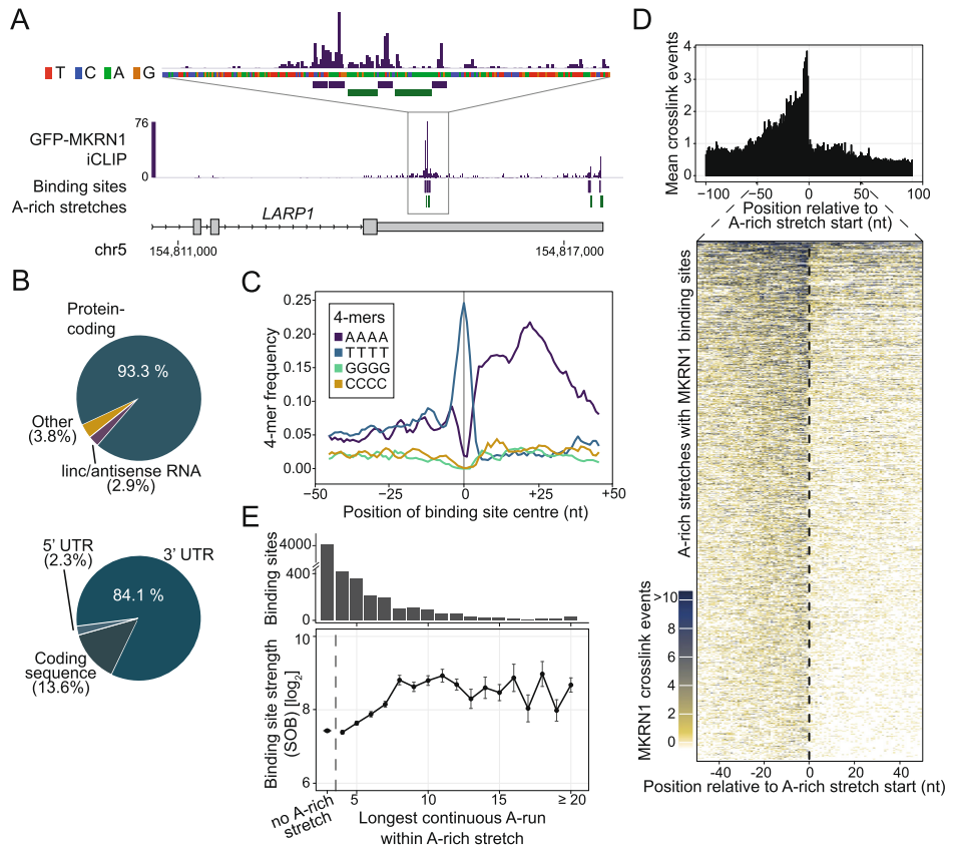 A
T C A G
76
GFP-MKRN1
iCLIP
0
Binding sites
A-rich stretches
LARP1
chr5
154,811,000
154,817,000
B
Protein-
coding
93.3 %
Other
(3.8%)
linc/antisense RNA
(2.9%)
5' UTR
(2.3%)
3' UTR
84.1 %
Coding
sequence
(13.6%)
C
4-mer frequency
0.25
0.20
0.15
0.10
0.05
0.00
4-mers
AAAA
TTTT
GGGG
CCCC
−50
−25
0
+25
+50
Position of binding site centre (nt)
D
Mean crosslink events
4
3
2
1
0
−100
−50
0
50
100
Position relative to
A-rich stretch start (nt)
A-rich stretches with MKRN1 binding sites
MKRN1 crosslink events
>10
8
6
4
2
0
-40
-20
0
20
40
Position relative to A-rich stretch start (nt)
E
Binding sites
4000
400
0
Binding site strength
(SOB) [log2]
10
8
6
no A-rich
stretch
5
10
15
≥ 20
Longest continuous A-run
within A-rich stretch